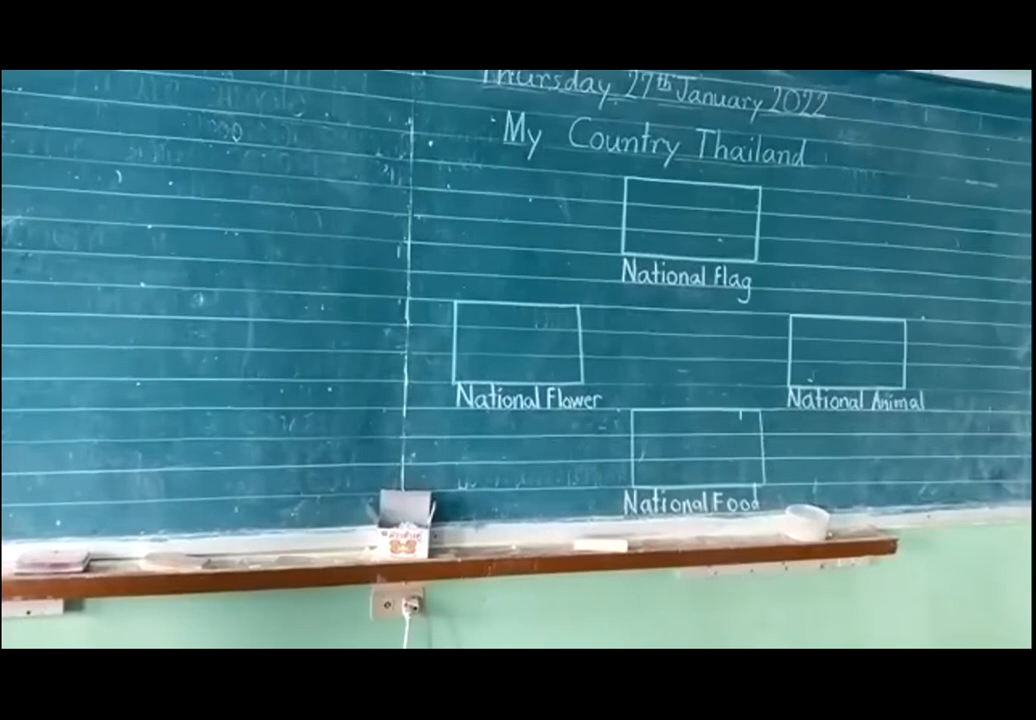 Thursday 27th January 2022
My Country Thailand
National Flag
National Flower
National Animal
National Food